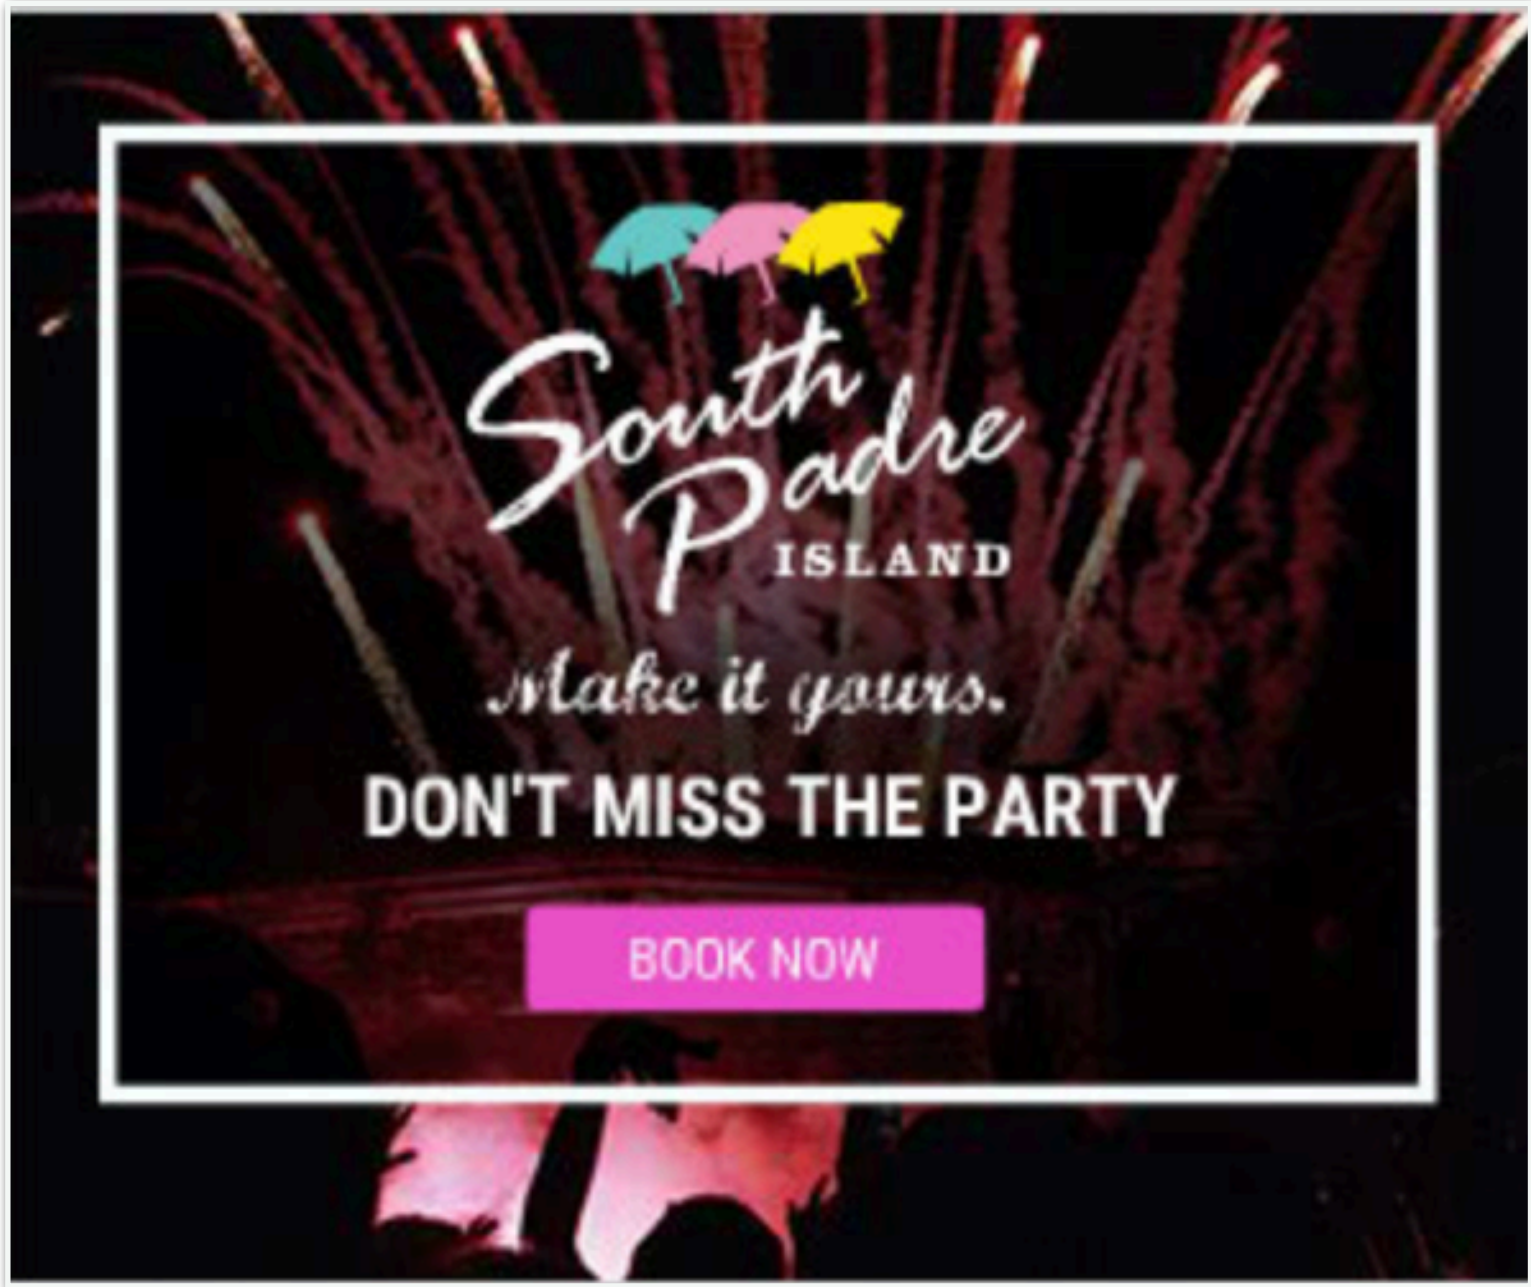 South
Padre
ISLAND
Make it yours.
DON'T MISS THE PARTY
BOOK NOW